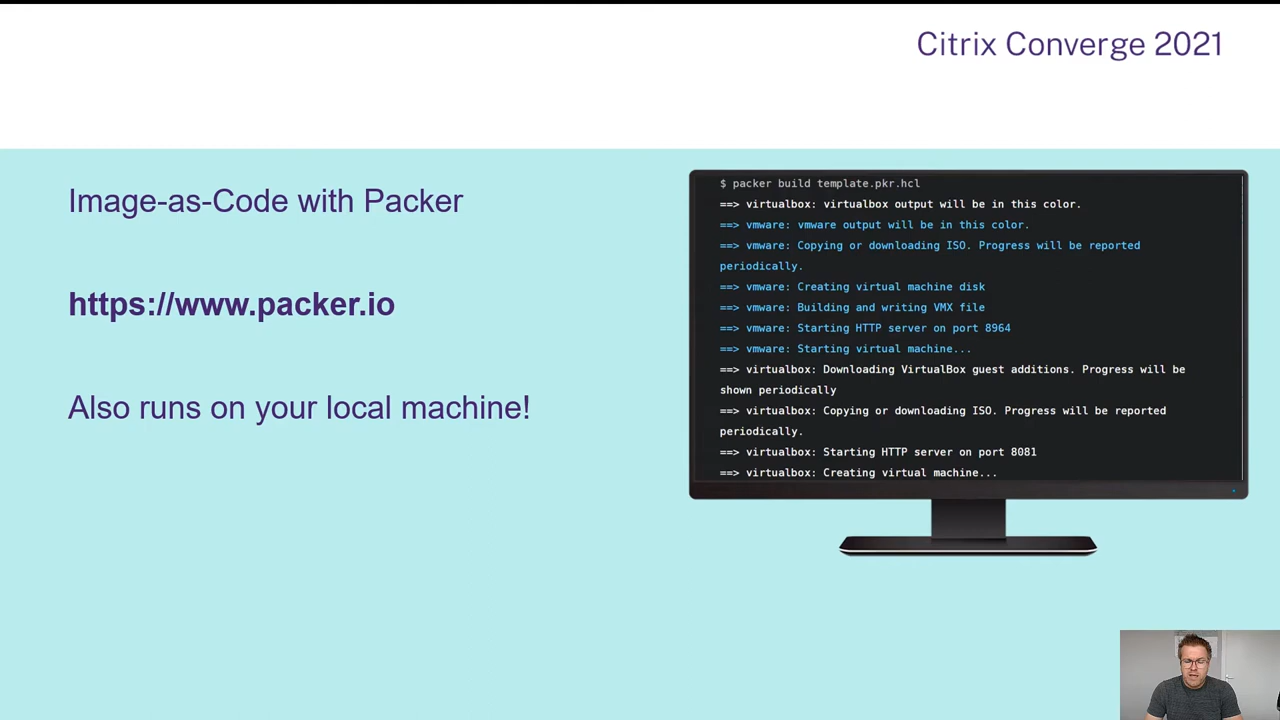 Citrix Converge 2021
Image-as-Code with Packer
https://www.packer.io
Also runs on your local machine!
$ packer build template.pkr.hcl
==> virtualbox: virtualbox output will be in this color.
==> vmware: vmware output will be in this color.
==> vmware: Copying or downloading ISO. Progress will be reported
periodically.
==> vmware: Creating virtual machine disk
==> vmware: Building and writing VMX file
==> vmware: Starting HTTP server on port 8964
==> vmware: Starting virtual machine...
==> virtualbox: Downloading VirtualBox guest additions. Progress will be
shown periodically
==> virtualbox: Copying or downloading ISO. Progress will be reported
periodically.
==> virtualbox: Starting HTTP server on port 8081
==> virtualbox: Creating virtual machine...